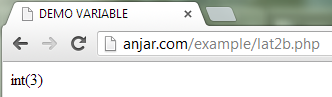 DEMO VARIABLE
anjar.com/example/lat2b.php
int(3)